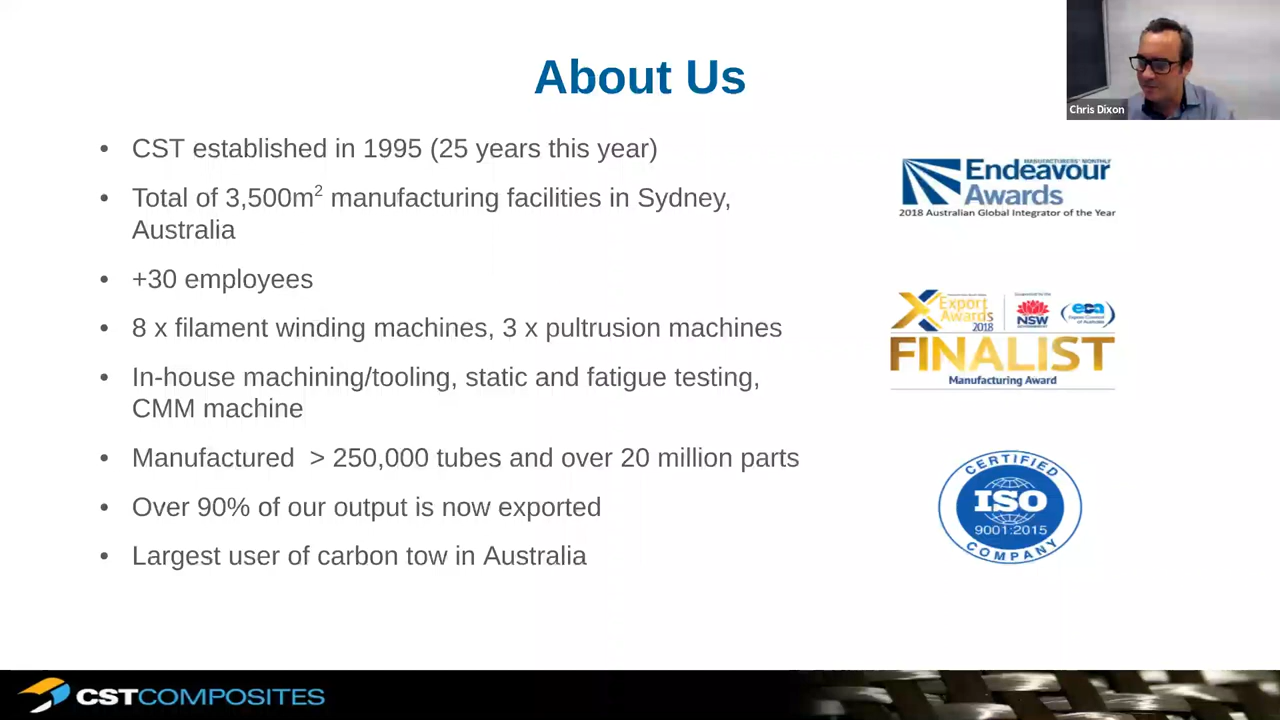 About Us
Chris Dixon
• CST established in 1995 (25 years this year)
• Total of 3,500m² manufacturing facilities in Sydney,
Australia
• +30 employees
• 8 x filament winding machines, 3 x pultrusion machines
• In-house machining/tooling, static and fatigue testing,
CMM machine
• Manufactured  > 250,000 tubes and over 20 million parts
• Over 90% of our output is now exported
• Largest user of carbon tow in Australia
MANUFACTURERS' MONTHLY
Endeavour
Awards
2018 Australian Global Integrator of the Year
Export
Awards
2018
NSW
eca
FINALIST
Manufacturing Award
CERTIFIED
ISO
9001:2015
COMPANY
CSTCOMPOSITES